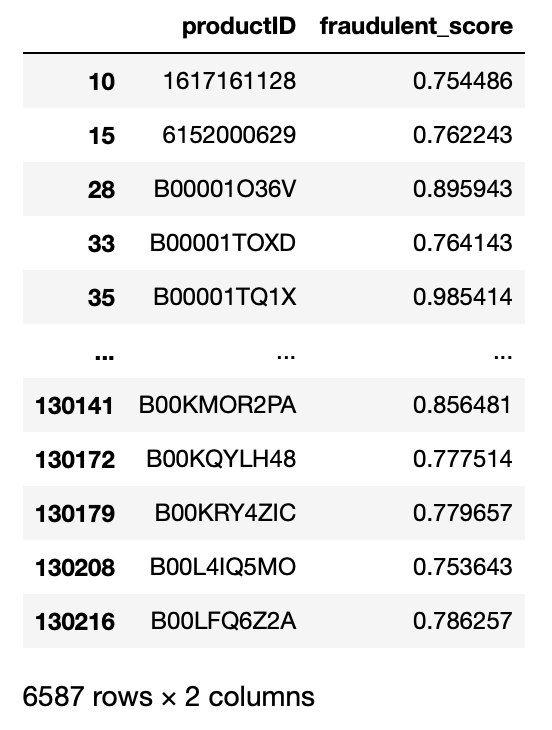 productID fraudulent_score
10 1617161128 0.754486
15 6152000629 0.762243
28 B00001O36V 0.895943
33 B00001TOXD 0.764143
35 B00001TQ1X 0.985414
... ... ...
130141 B00KMOR2PA 0.856481
130172 B00KQYLH48 0.777514
130179 B00KRY4ZIC 0.779657
130208 B00L4IQ5MO 0.753643
130216 B00LFQ6Z2A 0.786257
6587 rows × 2 columns